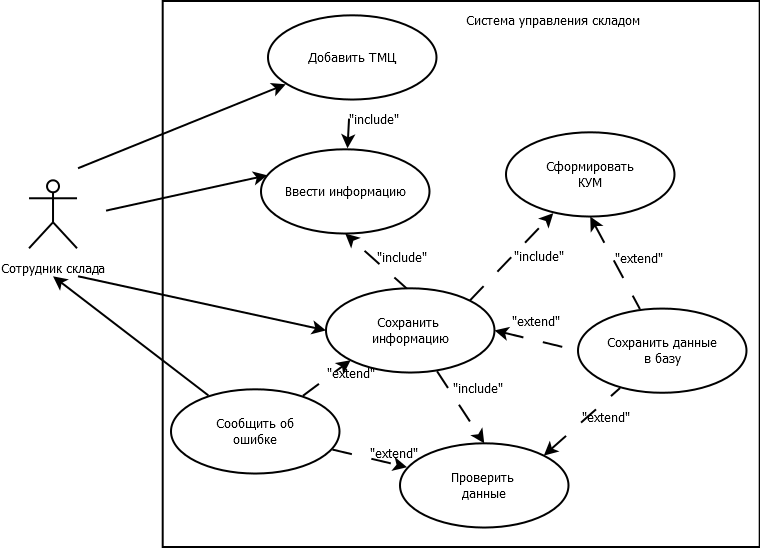 Система управления складом
Добавить ТМЦ
"include"
Ввести информацию
Сформировать
КУМ
Сотрудник склада
"include"
"include"
"extend"
Сохранить
информацию
"extend"
Сохранить данные
в базу
"extend"
"include"
"extend"
Сообщить об
ошибке
"extend"
Проверить
данные